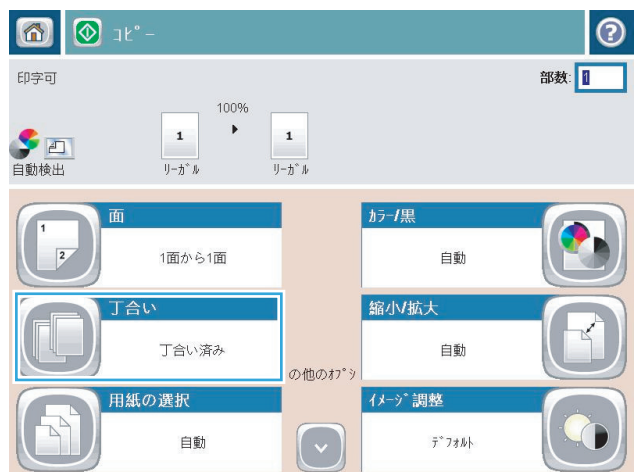 コピー
印字可
部数: 1
100%
1
1
自動検出
リーガル
リーガル
面
1
2
1面から1面
カラー/黒
自動
丁合い
丁合い済み
縮小/拡大
自動
の他のオプシ
用紙の選択
自動
イメージ調整
デフォルト